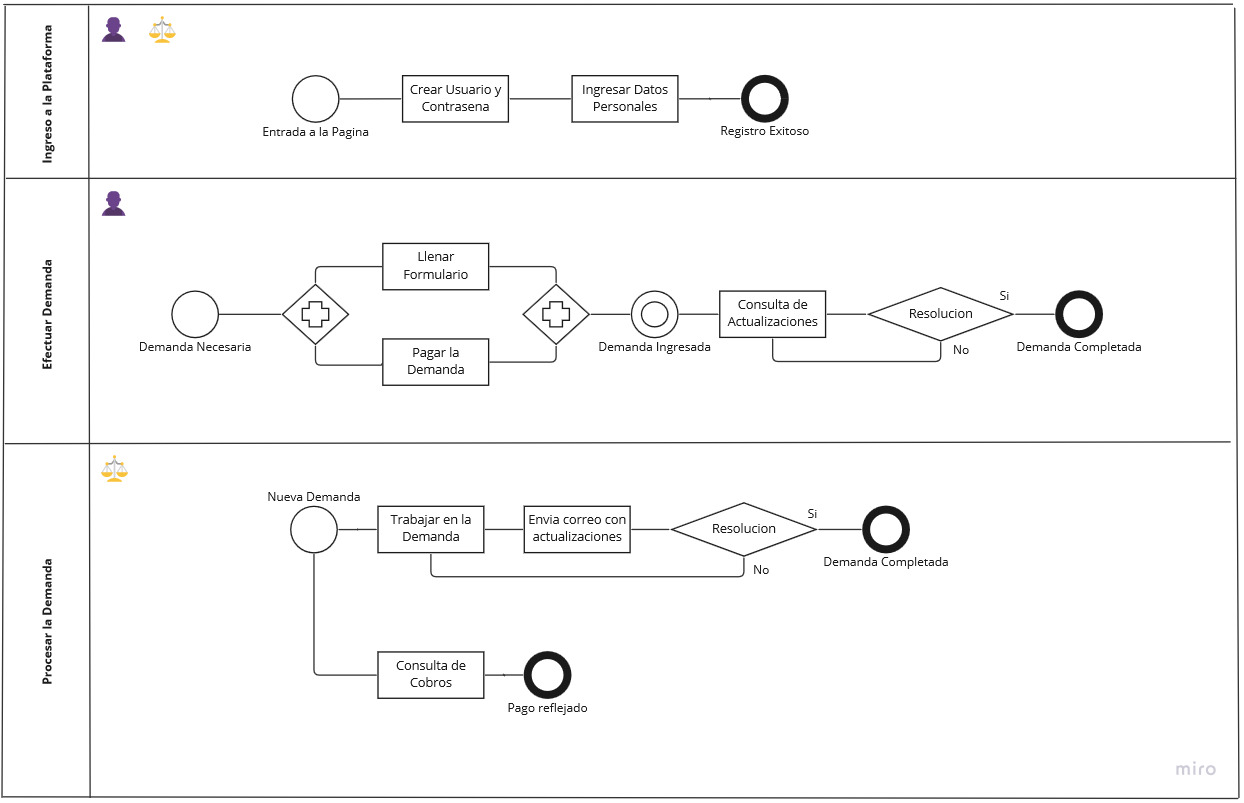 Ingreso a la Plataforma
Crear Usuario y
Contrasena
Ingresar Datos
Personales
Entrada a la Pagina
Registro Exitoso
Efectuar Demanda
Llenar
Formulario
Demanda Necesaria
Pagar la
Demanda
Demanda Ingresada
Consulta de
Actualizaciones
Resolucion
Si
No
Demanda Completada
Procesar la Demanda
Nueva Demanda
Trabajar en la
Demanda
Envia correo con
actualizaciones
Resolucion
Si
No
Demanda Completada
Consulta de
Cobros
Pago reflejado
miro